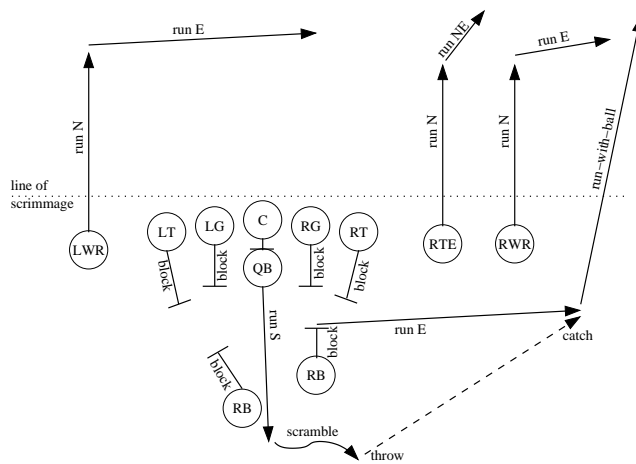 run E
run NE
run E
run N
run N
run N
run-with-ball
line of
scrimmage
LWR
LT
LG
C
RG
RT
RTE
RWR
QB
block
block
block
block
run S
run E
catch
block
RB
block
RB
scramble
throw